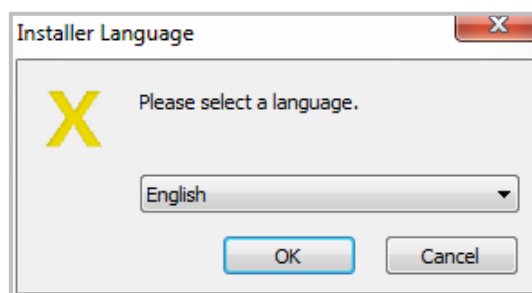 Installer Language
X
Please select a language.
English
OK
Cancel